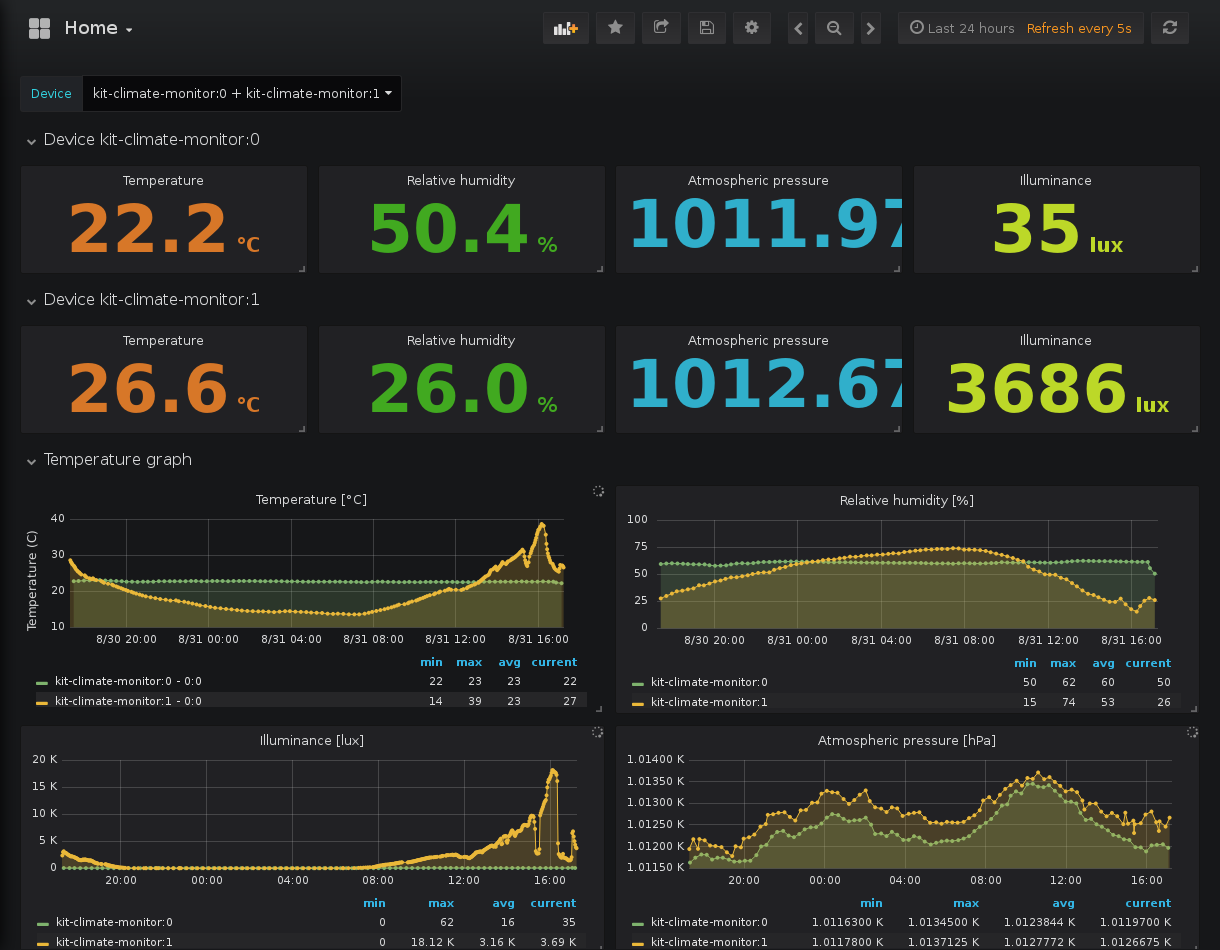 Home
Last 24 hours Refresh every 5s
Device kit-climate-monitor:0 + kit-climate-monitor:1
Device kit-climate-monitor:0
Temperature Relative humidity Atmospheric pressure Illuminance
22.2 °C 50.4 % 1011.97 35 lux
Device kit-climate-monitor:1
Temperature Relative humidity Atmospheric pressure Illuminance
26.6 °C 26.0 % 1012.67 3686 lux
Temperature graph
Temperature [°C]
Temperature (C)
40
30
20
10
8/30 20:00 8/31 00:00 8/31 04:00 8/31 08:00 8/31 12:00 8/31 16:00
min max avg current
kit-climate-monitor:0 - 0:0 22 23 23 22
kit-climate-monitor:1 - 0:0 14 39 23 27
Relative humidity [%]
100
75
50
25
0
8/30 20:00 8/31 00:00 8/31 04:00 8/31 08:00 8/31 12:00 8/31 16:00
min max avg current
kit-climate-monitor:0 50 62 60 50
kit-climate-monitor:1 15 74 53 26
Illuminance [lux]
20 K
15 K
10 K
5 K
0
20:00 00:00 04:00 08:00 12:00 16:00
min max avg current
kit-climate-monitor:0 0 62 16 35
kit-climate-monitor:1 0 18.12 K 3.16 K 3.69 K
Atmospheric pressure [hPa]
1.01400 K
1.01350 K
1.01300 K
1.01250 K
1.01200 K
1.01150 K
20:00 00:00 04:00 08:00 12:00 16:00
min max avg current
kit-climate-monitor:0 1.0116300 K 1.0134500 K 1.0123844 K 1.0119700 K
kit-climate-monitor:1 1.0117800 K 1.0137125 K 1.0127772 K 1.0126675 K